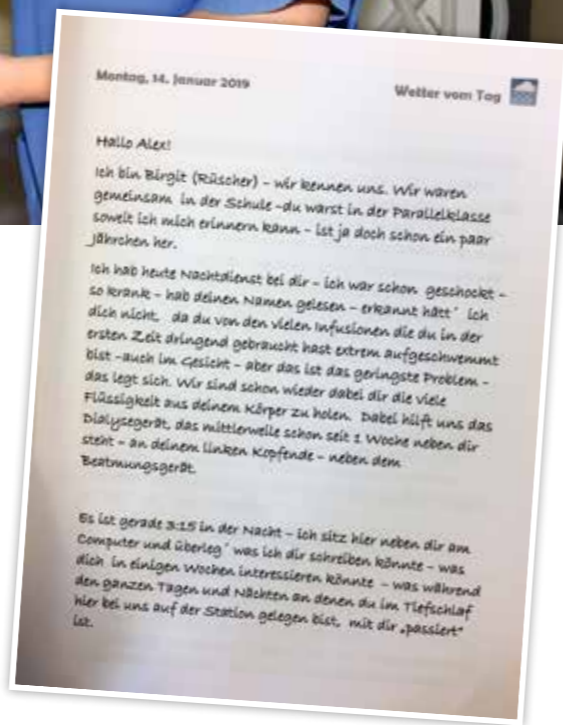 Montag, 14. Januar 2019
Wetter vom Tag
Hallo Alex!
Ich bin Birgit (Rüscher) – wir kennen uns. Wir waren
gemeinsam in der Schule –du warst in der Parallelklasse
soweit ich mich erinnern kann – ist ja doch schon ein paar
Jährchen her.
Ich hab heute Nachtdienst bei dir – ich war schon geschockt –
so krank – hab deinen Namen gelesen – erkannt hätt´ ich
dich nicht, da du von den vielen Infusionen die du in der
ersten Zeit dringend gebraucht hast extrem aufgeschwemmt
bist –auch im Gesicht – aber das ist das geringste Problem –
das legt sich. Wir sind schon wieder dabei dir die viele
Flüssigkeit aus deinem Körper zu holen. Dabei hilft uns das
Dialysegerät, das mittlerweile schon seit 1 Woche neben dir
steht – an deinem linken Kopfende – neben dem
Beatmungsgerät.
Es ist gerade 3:15 in der Nacht – ich sitz hier neben dir am
Computer und überleg´ was ich dir schreiben könnte – was
dich in einigen Wochen interessieren könnte – was während
den ganzen Tagen und Nächten an denen du im Tiefschlaf
hier bei uns auf der Station gelegen bist, mit dir „passiert"
ist.